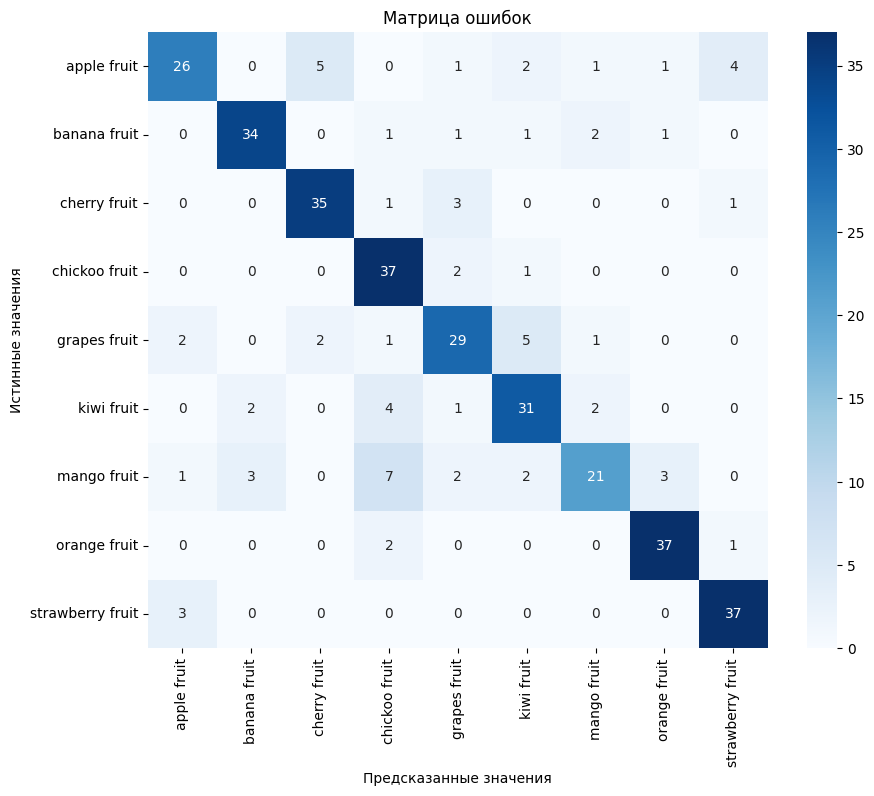 Матрица ошибок
apple fruit 26 0 5 0 1 2 1 1 4
banana fruit 0 34 0 1 1 1 2 1 0
cherry fruit 0 0 35 1 3 0 0 0 1
chickoo fruit 0 0 0 37 2 1 0 0 0
grapes fruit 2 0 2 1 29 5 1 0 0
kiwi fruit 0 2 0 4 1 31 2 0 0
mango fruit 1 3 0 7 2 2 21 3 0
orange fruit 0 0 0 2 0 0 0 37 1
strawberry fruit 3 0 0 0 0 0 0 0 37
Истинные значения
apple fruit
banana fruit
cherry fruit
chickoo fruit
grapes fruit
kiwi fruit
mango fruit
orange fruit
strawberry fruit
Предсказанные значения
35
30
25
20
15
10
5
0